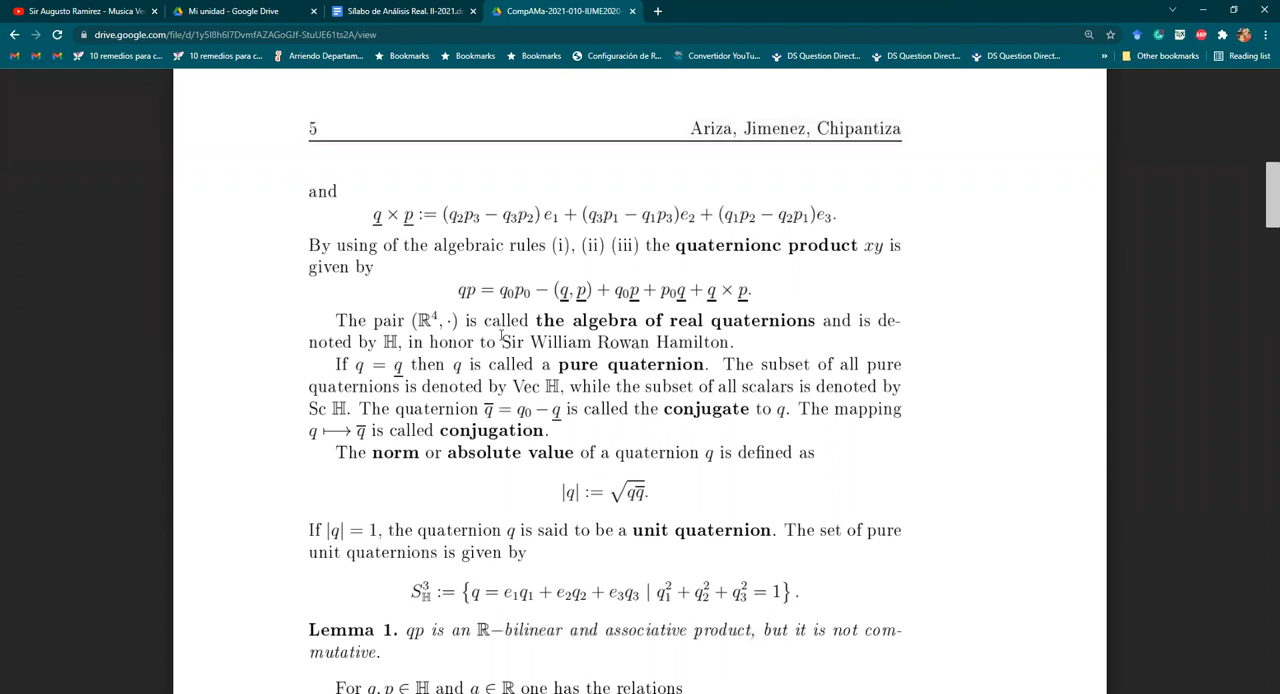 Sir Augusto Ramirez - Musica Ve
Mi unidad - Google Drive
Sílabo de Análisis Real. II-2021.d
CompAMa-2021-010-IIJME2020-
drive.google.com/file/d/1y5I8h6I7DvmfAZAGoGJf-StuUE61ts2A/view
10 remedios para c...
10 remedios para c...
Arriendo Departam...
Bookmarks
Bookmarks
Bookmarks
Configuración de R...
Convertidor YouTu...
DS Question Direct...
DS Question Direct...
DS Question Direct...
Other bookmarks
Reading list
5 Ariza, Jimenez, Chipantiza
and
q × p := (q₂p₃ − q₃p₂) e₁ + (q₃p₁ − q₁p₃)e₂ + (q₁p₂ − q₂p₁)e₃.
By using of the algebraic rules (i), (ii) (iii) the quaternionc product xy is
given by
qp = q₀p₀ − (q, p) + q₀p + p₀q + q × p.
The pair (ℝ⁴, ·) is called the algebra of real quaternions and is de-
noted by ℍ, in honor to Sir William Rowan Hamilton.
If q = q then q is called a pure quaternion. The subset of all pure
quaternions is denoted by Vec ℍ, while the subset of all scalars is denoted by
Sc ℍ. The quaternion q̄ = q₀ − q is called the conjugate to q. The mapping
q ⟼ q̄ is called conjugation.
The norm or absolute value of a quaternion q is defined as
|q| := √qq̄.
If |q| = 1, the quaternion q is said to be a unit quaternion. The set of pure
unit quaternions is given by
S³ℍ := {q = e₁q₁ + e₂q₂ + e₃q₃ | q₁² + q₂² + q₃² = 1} .
Lemma 1. qp is an ℝ−bilinear and associative product, but it is not com-
mutative.
For q, p ∈ ℍ and a ∈ ℝ one has the relations